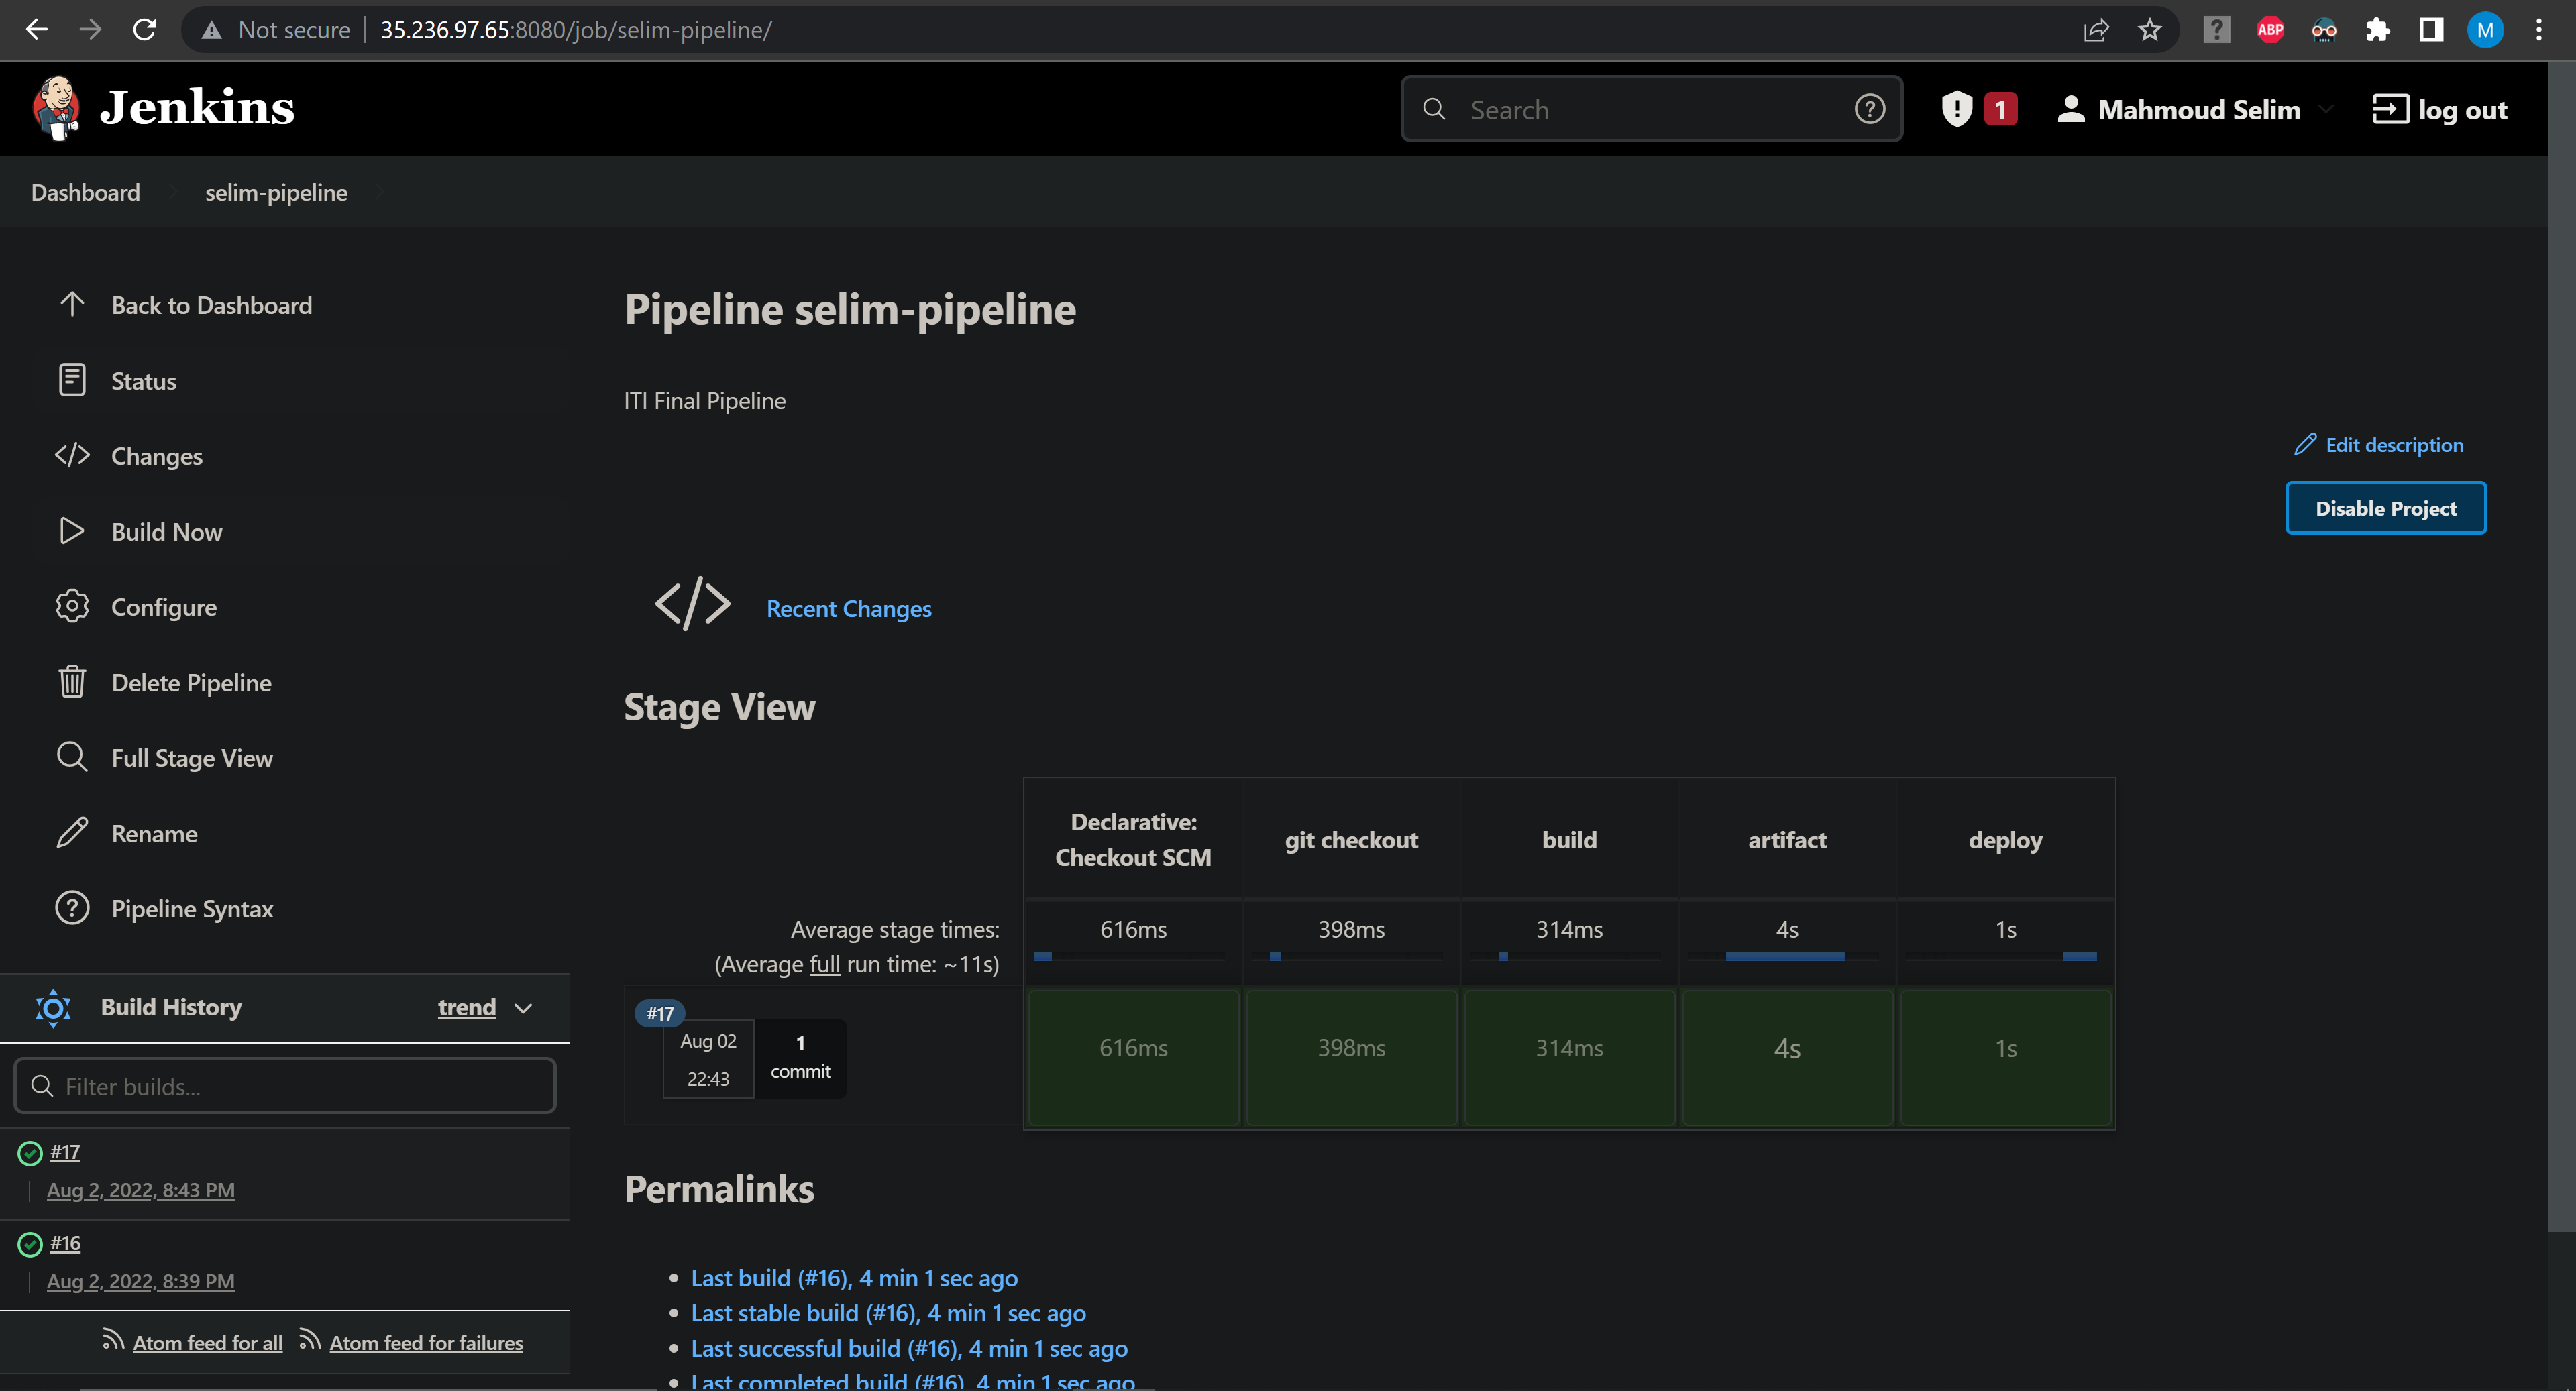 Not secure 35.236.97.65:8080/job/selim-pipeline/
ABP
M
Jenkins
Search
1
Mahmoud Selim
log out
Dashboard
selim-pipeline
Back to Dashboard
Status
Changes
Build Now
Configure
Delete Pipeline
Full Stage View
Rename
Pipeline Syntax
Build History
trend
Filter builds...
#17
Aug 2, 2022, 8:43 PM
#16
Aug 2, 2022, 8:39 PM
Atom feed for all
Atom feed for failures
Pipeline selim-pipeline
ITI Final Pipeline
Edit description
Disable Project
Recent Changes
Stage View
Declarative:
Checkout SCM
git checkout
build
artifact
deploy
Average stage times:
(Average full run time: ~11s)
616ms
398ms
314ms
4s
1s
#17
Aug 02
22:43
1
commit
616ms
398ms
314ms
4s
1s
Permalinks
Last build (#16), 4 min 1 sec ago
Last stable build (#16), 4 min 1 sec ago
Last successful build (#16), 4 min 1 sec ago
Last completed build (#16), 4 min 1 sec ago